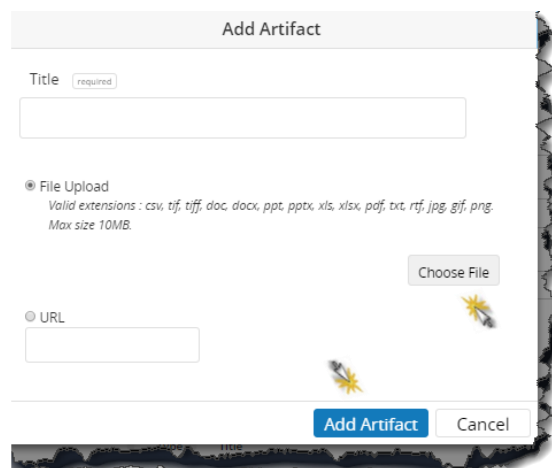 Add Artifact
Title required
File Upload
Valid extensions : csv, tif, tiff, doc, docx, ppt, pptx, xls, xlsx, pdf, txt, rtf, jpg, gif, png.
Max size 10MB.
Choose File
URL
Add Artifact Cancel
Title